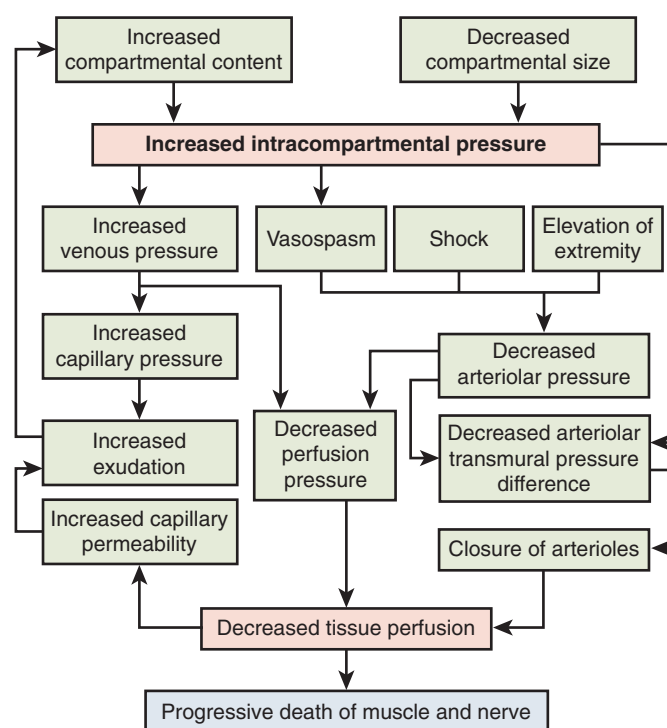 Increased
compartmental content
Decreased
compartmental size
Increased intracompartmental pressure
Increased
venous pressure
Vasospasm
Shock
Elevation of
extremity
Increased
capillary pressure
Decreased
arteriolar pressure
Increased
exudation
Decreased
perfusion
pressure
Decreased arteriolar
transmural pressure
difference
Increased capillary
permeability
Closure of arterioles
Decreased tissue perfusion
Progressive death of muscle and nerve